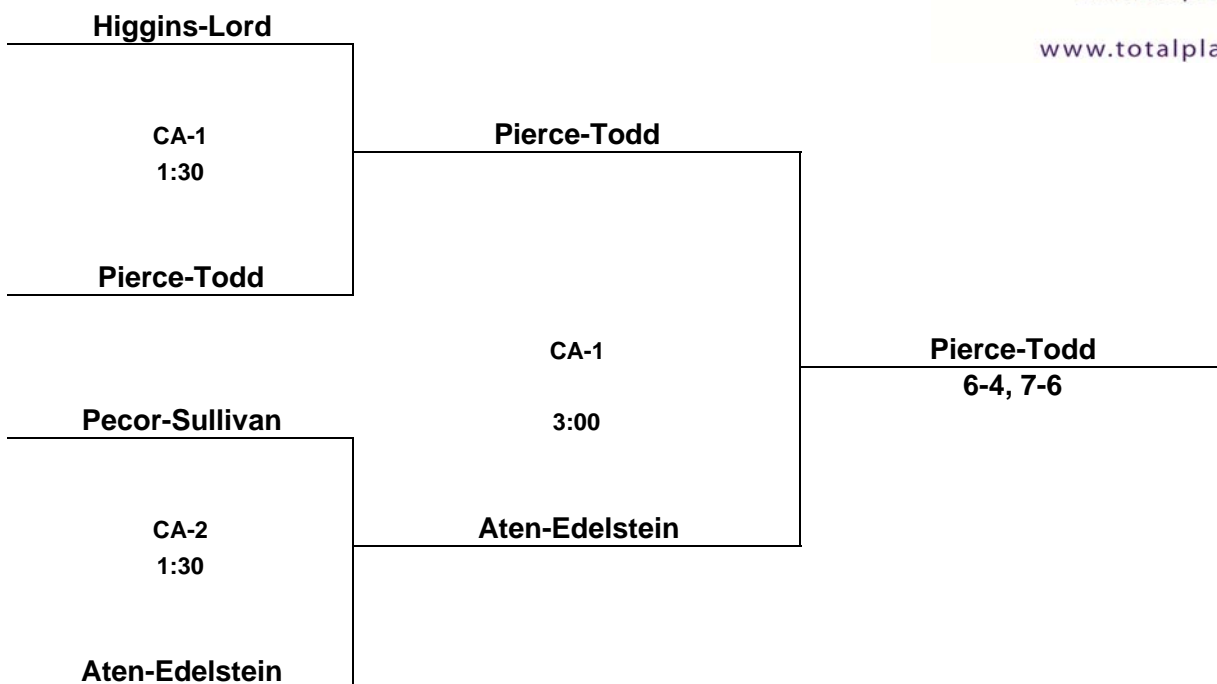 Higgins-Lord
www.totalpla
CA-1
Pierce-Todd
1:30
Pierce-Todd
CA-1
Pierce-Todd
6-4, 7-6
Pecor-Sullivan
3:00
CA-2
Aten-Edelstein
1:30
Aten-Edelstein